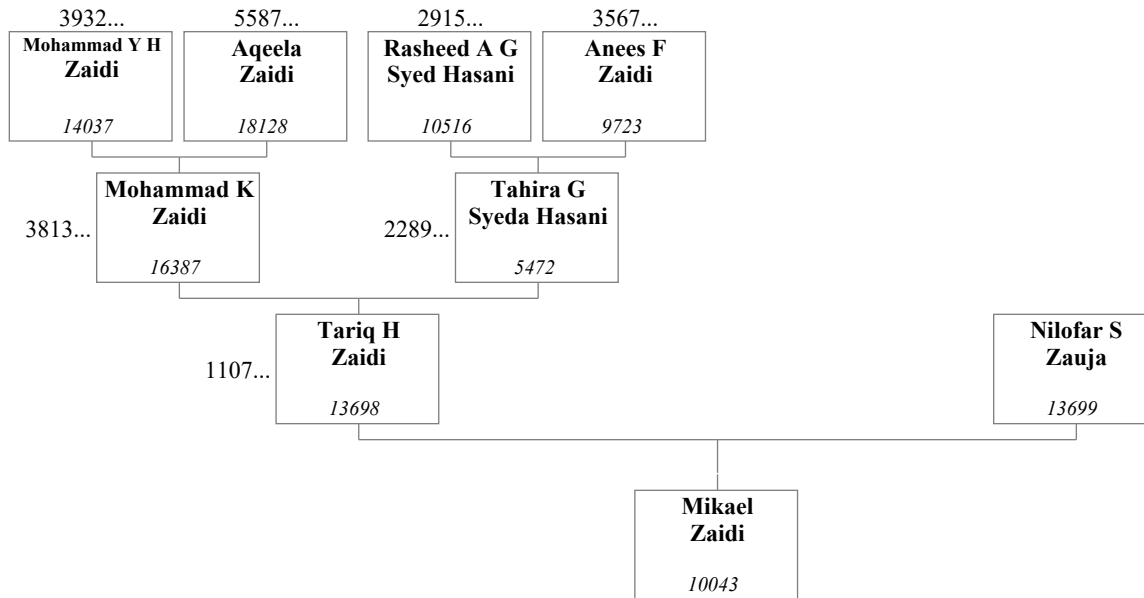 3932...
5587...
2915...
3567...
Mohammad Y H
Zaidi
14037
Aqeela
Zaidi
18128
Rasheed A G
Syed Hasani
10516
Anees F
Zaidi
9723
3813...
Mohammad K
Zaidi
16387
2289...
Tahira G
Syeda Hasani
5472
1107...
Tariq H
Zaidi
13698
Nilofar S
Zauja
13699
Mikael
Zaidi
10043